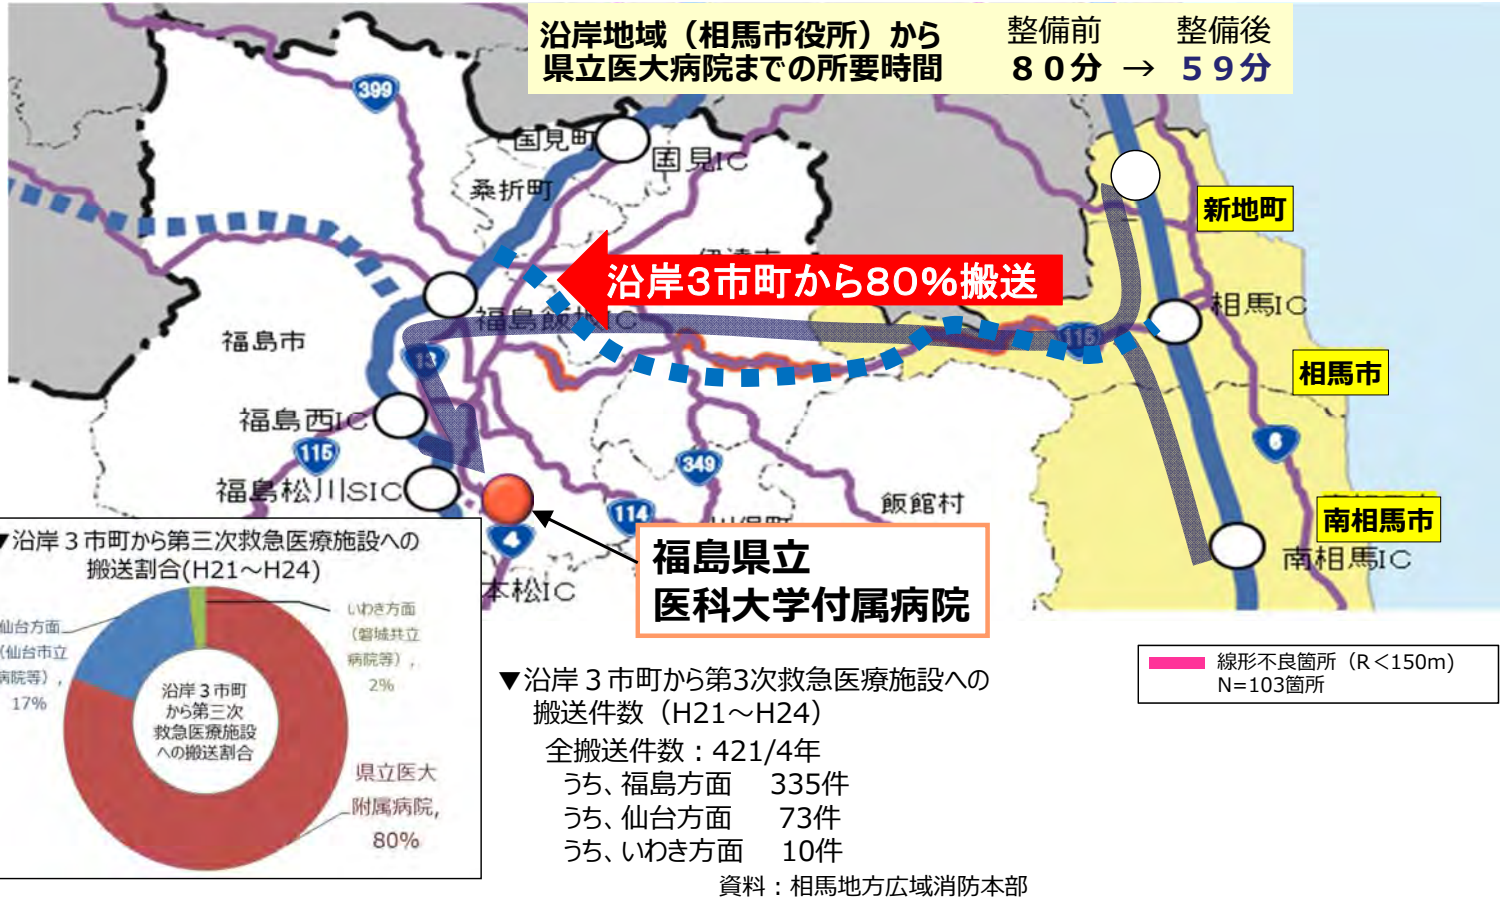 沿岸地域（相馬市役所）から
県立医大病院までの所要時間
整備前 整備後
８０分 → ５９分
399
国見町
国見IC
桑折町
新地町
沿岸3市町から80%搬送
福島飯坂IC
相馬IC
福島市
13
115
相馬市
福島西IC
115
6
349
福島松川SIC
飯館村
114
南相馬市
4
南相馬IC
本松IC
福島県立
医科大学付属病院
▼沿岸３市町から第三次救急医療施設への
搬送割合(H21～H24)
仙台方面
（仙台市立
病院等）,
17%
いわき方面
（磐城共立
病院等）,
2%
沿岸３市町
から第三次
救急医療施設
への搬送割合
県立医大
附属病院,
80%
▼沿岸３市町から第3次救急医療施設への
搬送件数（H21～H24）
全搬送件数：421/4年
うち、福島方面 335件
うち、仙台方面 73件
うち、いわき方面 10件
資料：相馬地方広域消防本部
線形不良箇所（R＜150m)
N=103箇所